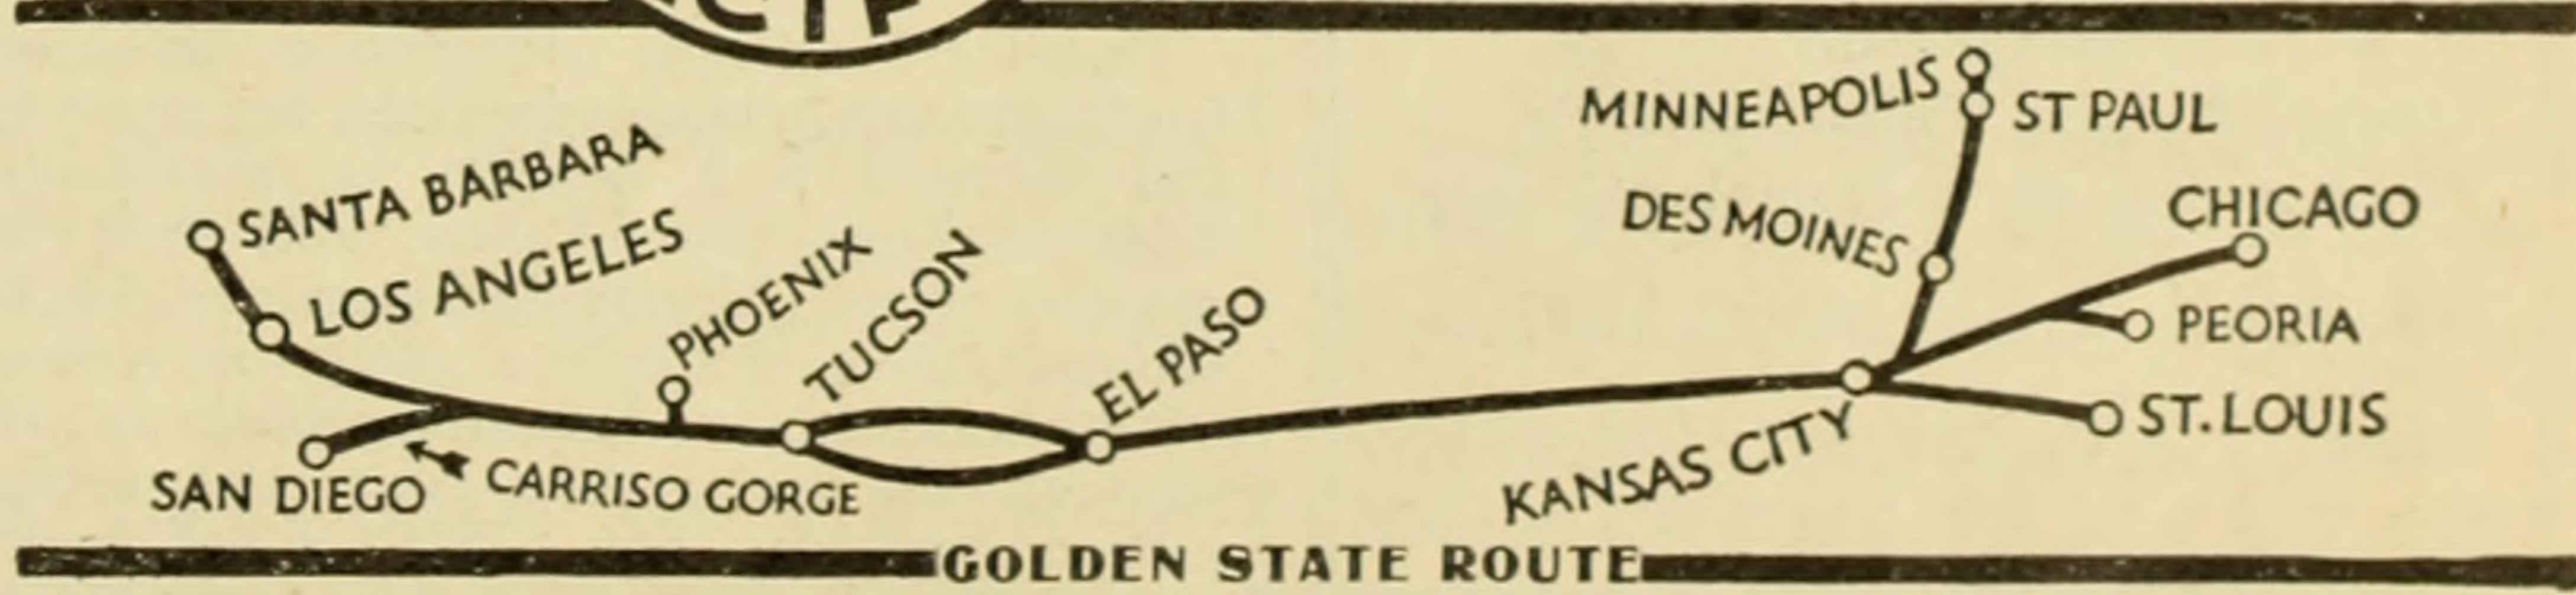 CIF
MINNEAPOLIS
ST PAUL
SANTA BARBARA
DES MOINES
CHICAGO
LOS ANGELES
PHOENIX
TUCSON
EL PASO
PEORIA
KANSAS CITY
ST. LOUIS
SAN DIEGO
CARRISO GORGE
GOLDEN STATE ROUTE